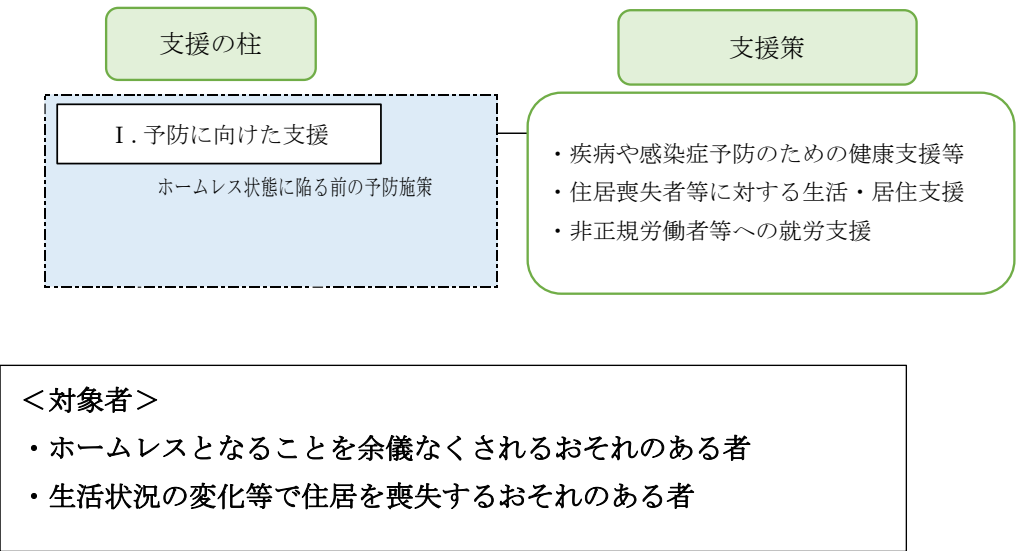 支援の柱
支援策
Ⅰ.予防に向けた支援
ホームレス状態に陥る前の予防施策
・疾病や感染症予防のための健康支援等
・住居喪失者等に対する生活・居住支援
・非正規労働者等への就労支援
＜対象者＞
・ホームレスとなることを余儀なくされるおそれのある者
・生活状況の変化等で住居を喪失するおそれのある者